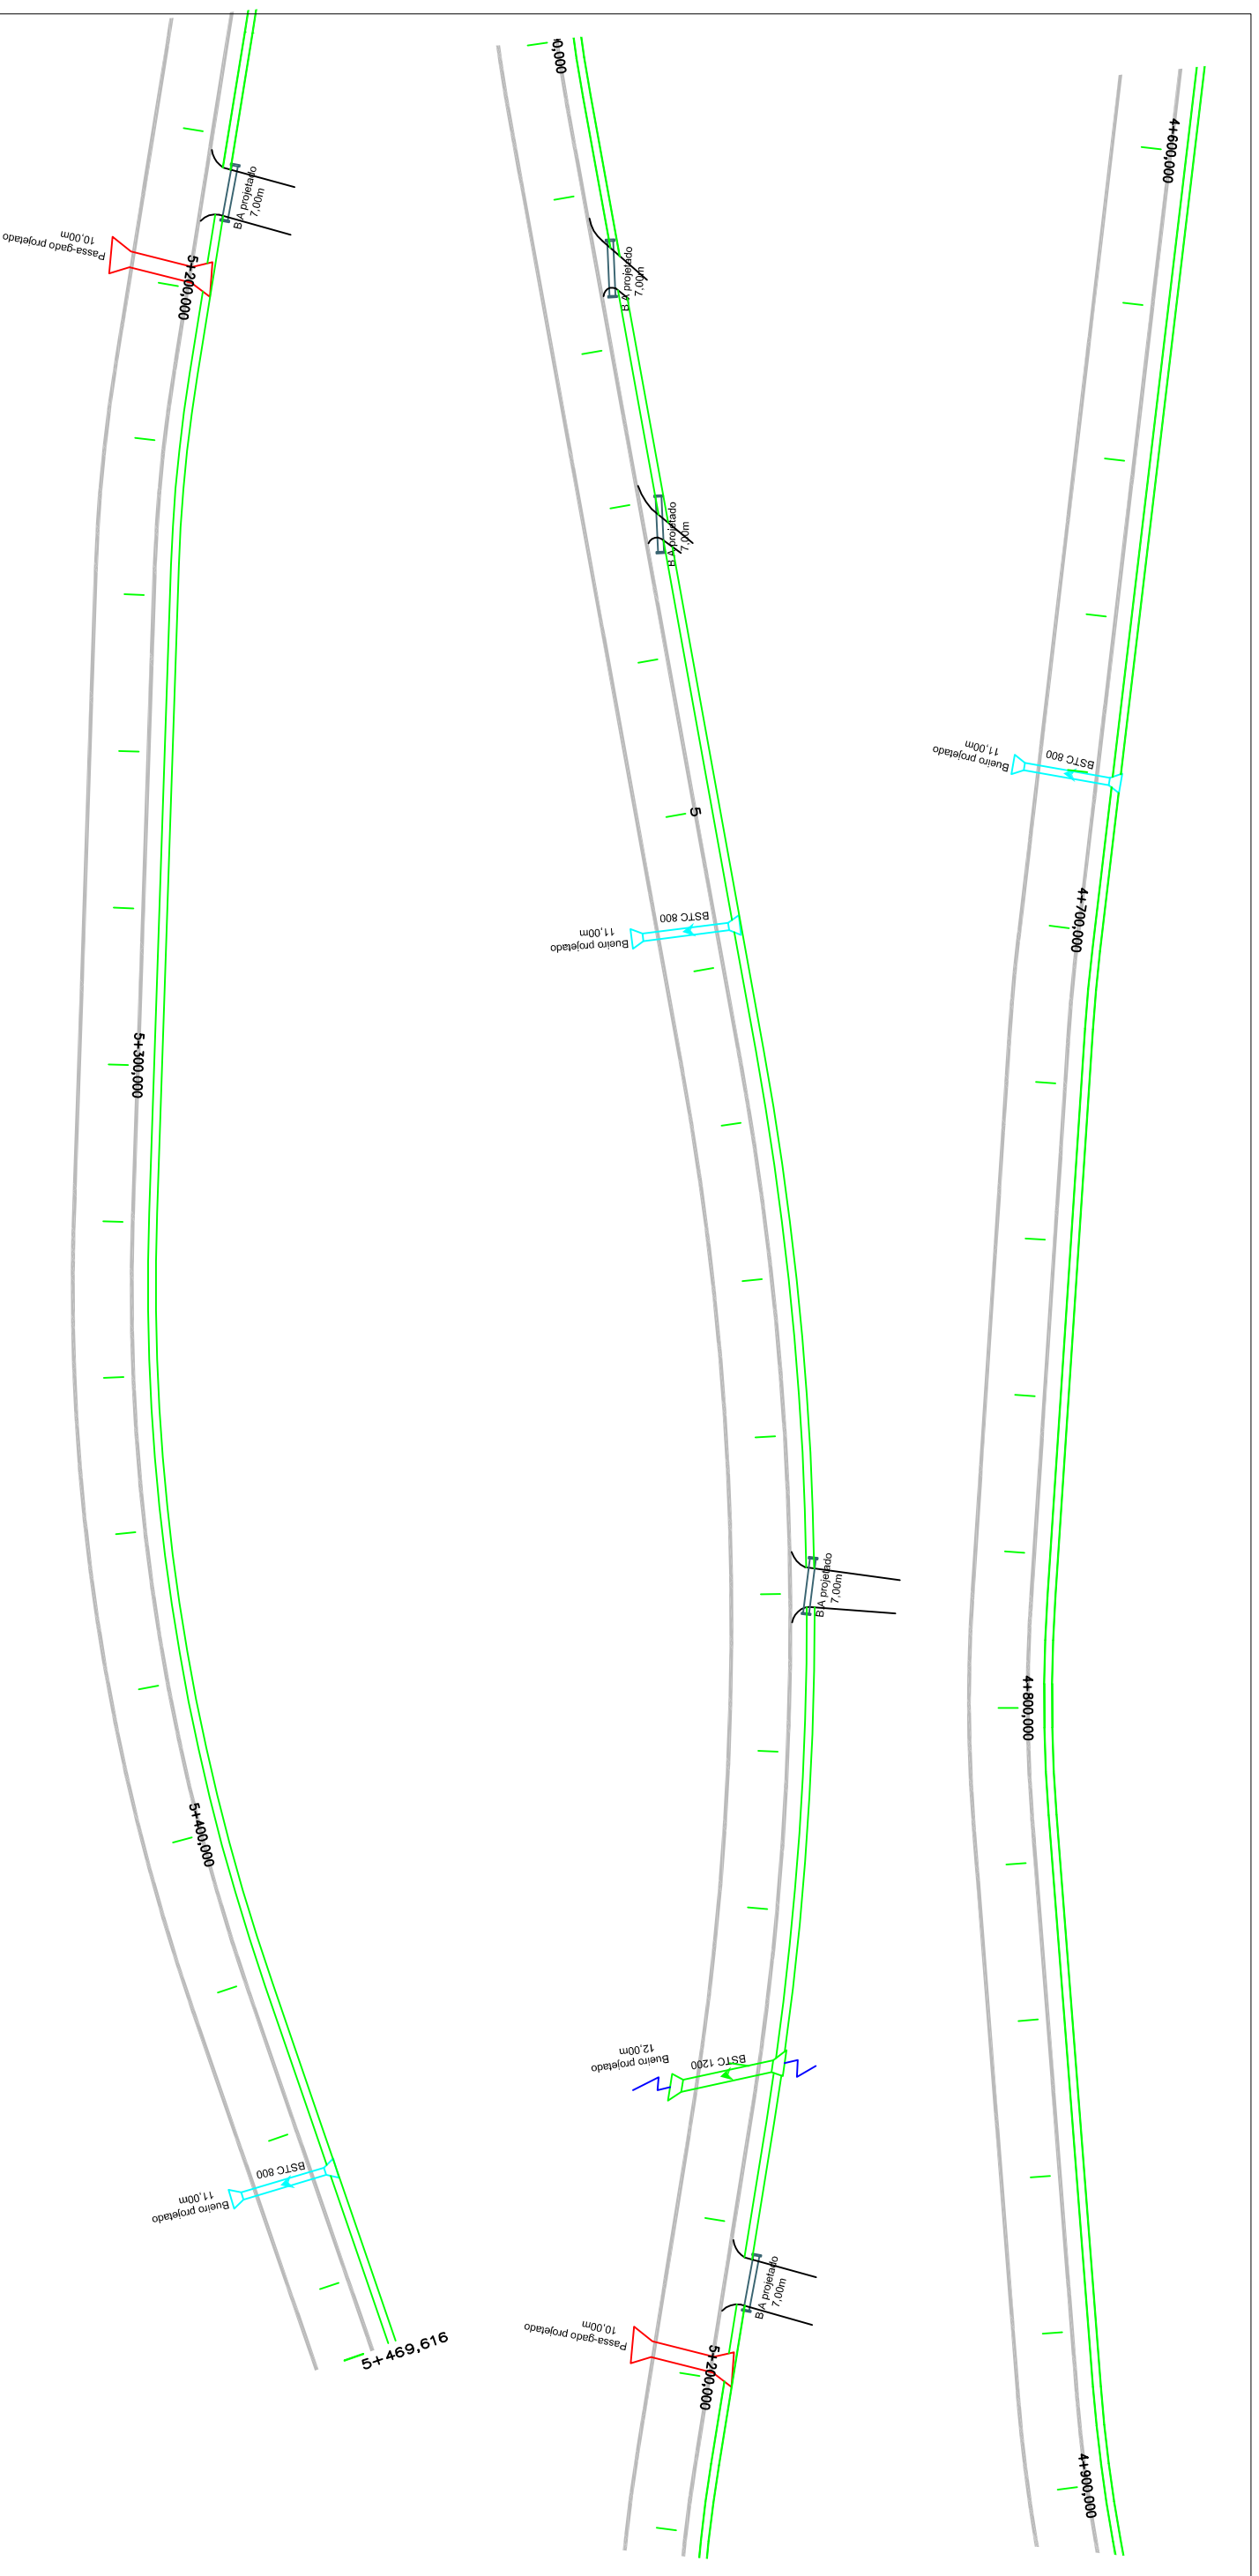 B.A projetado
7,00m
Passa-gado projetado
10,00m
5+200,000
5+300,000
5+400,000
BSTC 800
Bueiro projetado
11,00m
5+469,616
0,000
B.A projetado
7,00m
B.A projetado
7,00m
5
BSTC 800
Bueiro projetado
11,00m
B.A projetado
7,00m
BSTC 1200
Bueiro projetado
12,00m
B.A projetado
7,00m
Passa-gado projetado
10,00m
5+200,000
4+600,000
BSTC 800
Bueiro projetado
11,00m
4+700,000
4+800,000
4+900,000